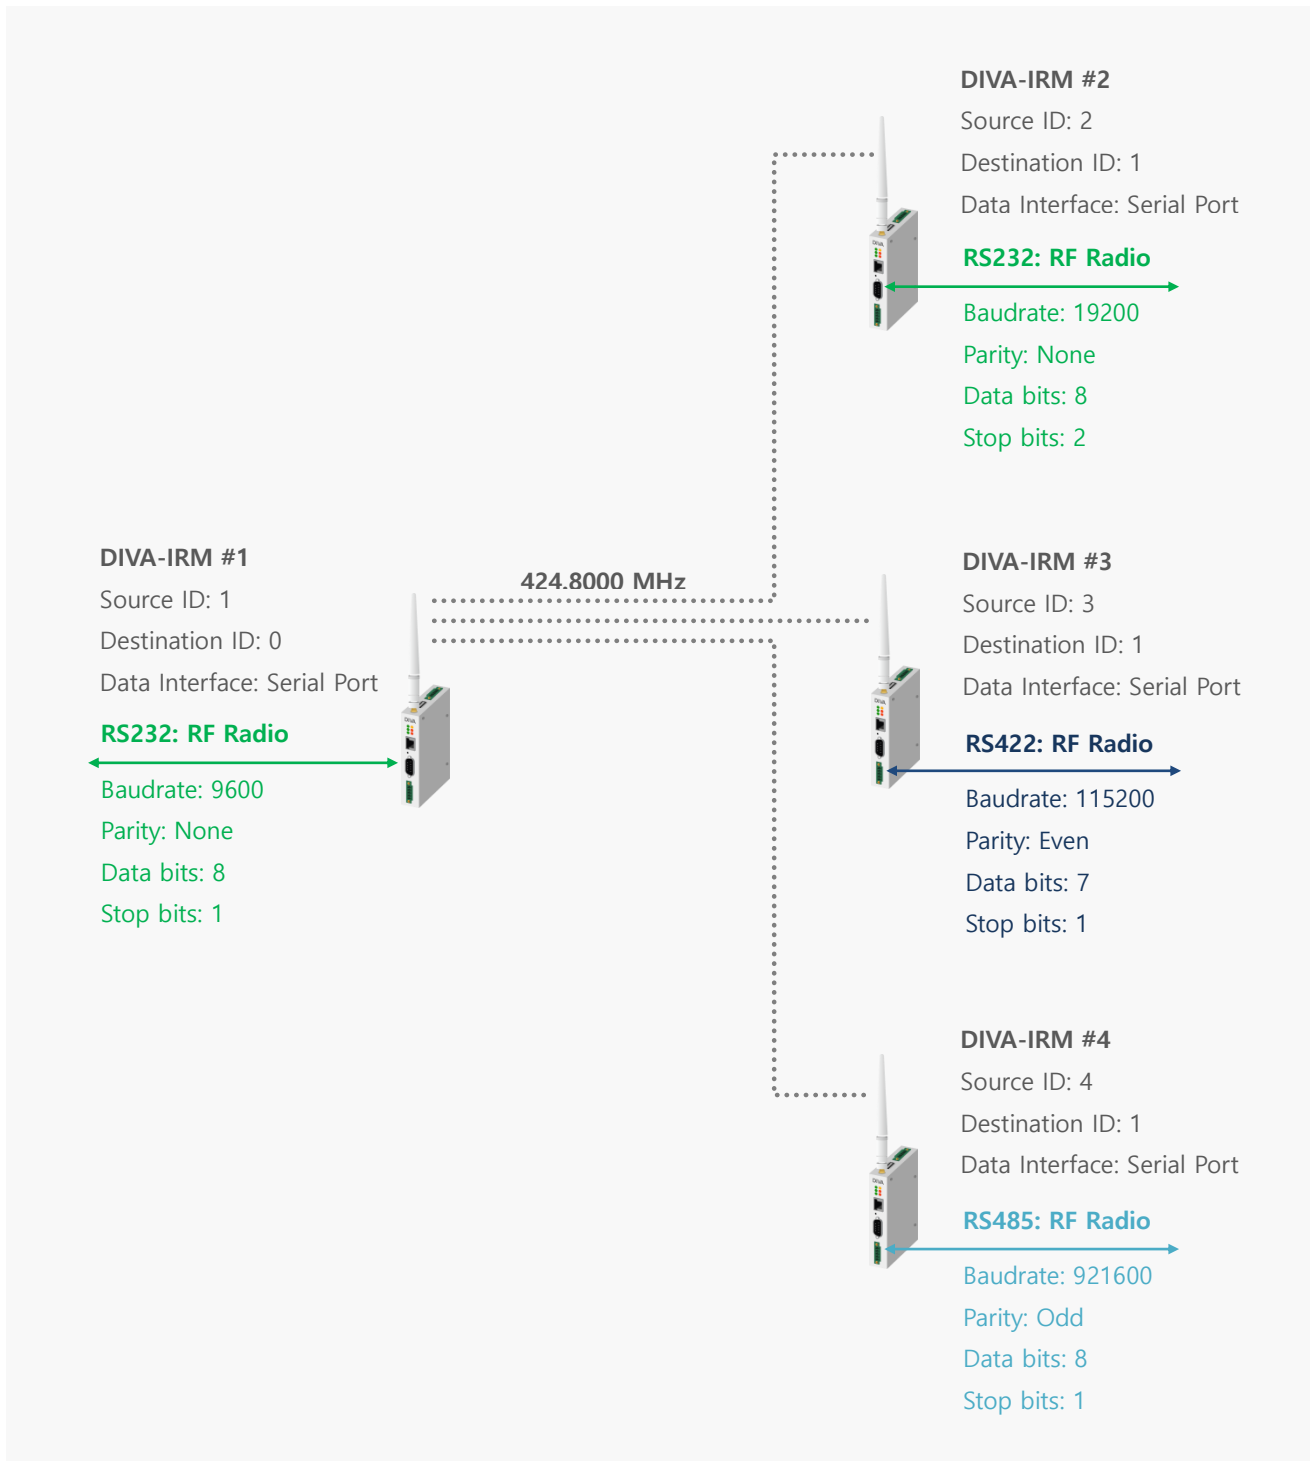 DIVA-IRM #2
Source ID: 2
Destination ID: 1
Data Interface: Serial Port
RS232: RF Radio
Baudrate: 19200
Parity: None
Data bits: 8
Stop bits: 2
DIVA
DIVA-IRM #1
Source ID: 1
Destination ID: 0
Data Interface: Serial Port
RS232: RF Radio
Baudrate: 9600
Parity: None
Data bits: 8
Stop bits: 1
DIVA
424.8000 MHz
DIVA-IRM #3
Source ID: 3
Destination ID: 1
Data Interface: Serial Port
RS422: RF Radio
Baudrate: 115200
Parity: Even
Data bits: 7
Stop bits: 1
DIVA
DIVA-IRM #4
Source ID: 4
Destination ID: 1
Data Interface: Serial Port
RS485: RF Radio
Baudrate: 921600
Parity: Odd
Data bits: 8
Stop bits: 1
DIVA